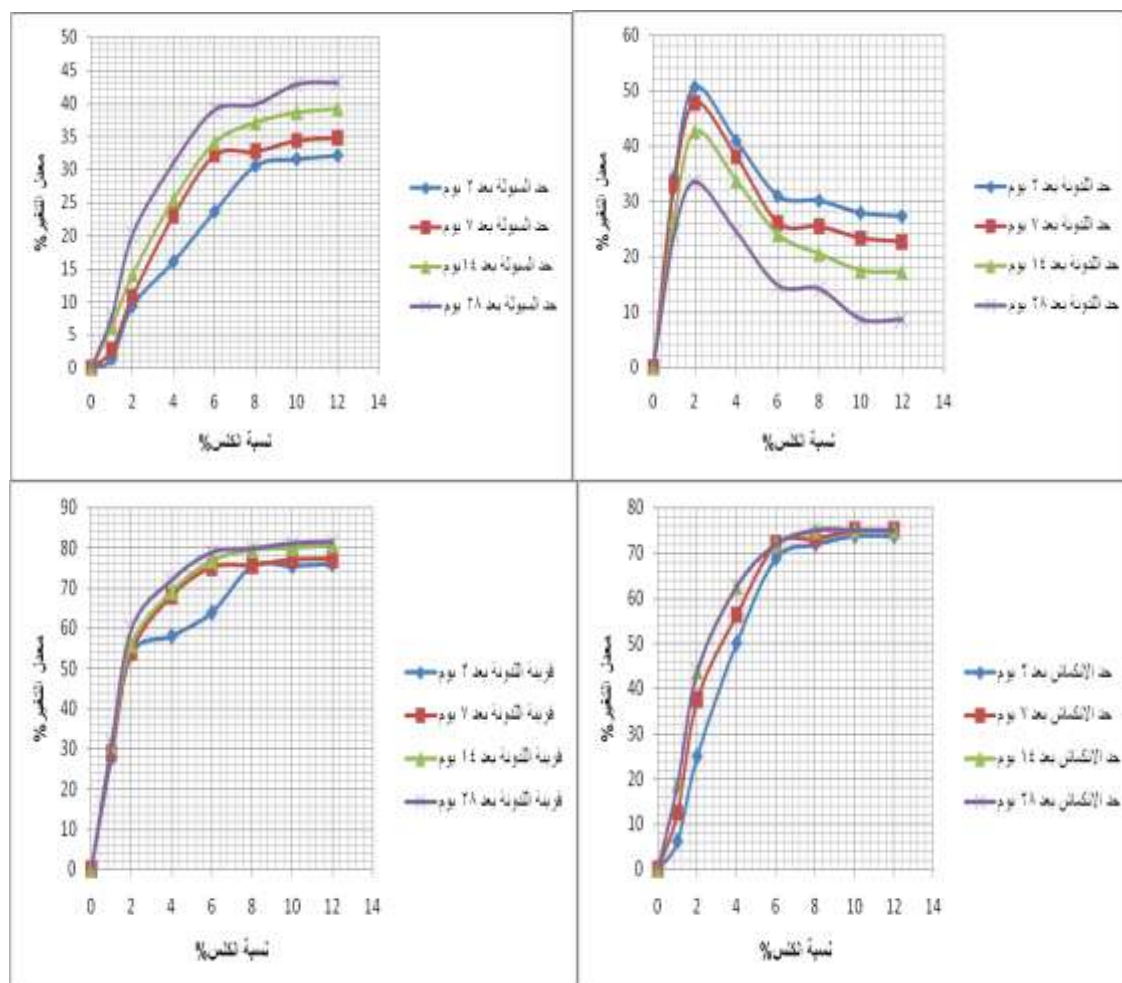 معدل التغير%
50
45
40
35
30
25
20
15
10
5
0
0 2 4 6 8 10 12 14
نسبة الكلس%
حد السيولة بعد ٢ يوم
حد السيولة بعد ٧ يوم
حد السيولة بعد ١٤ يوم
حد السيولة بعد ٢٨ يوم
معدل التغير%
60
50
40
30
20
10
0
0 2 4 6 8 10 12 14
نسبة الكلس%
حد اللدونة بعد ٢ يوم
حد اللدونة بعد ٧ يوم
حد اللدونة بعد ١٤ يوم
حد اللدونة بعد ٢٨ يوم
معدل التغير%
90
80
70
60
50
40
30
20
10
0
0 2 4 6 8 10 12 14
نسبة الكلس%
قرينة اللدونة بعد ٢ يوم
قرينة اللدونة بعد ٧ يوم
قرينة اللدونة بعد ١٤ يوم
قرينة اللدونة بعد ٢٨ يوم
معدل التغير%
80
70
60
50
40
30
20
10
0
0 2 4 6 8 10 12 14
نسبة الكلس%
حد الانكماش بعد ٢ يوم
حد الانكماش بعد ٧ يوم
حد الانكماش بعد ١٤ يوم
حد الانكماش بعد ٢٨ يوم